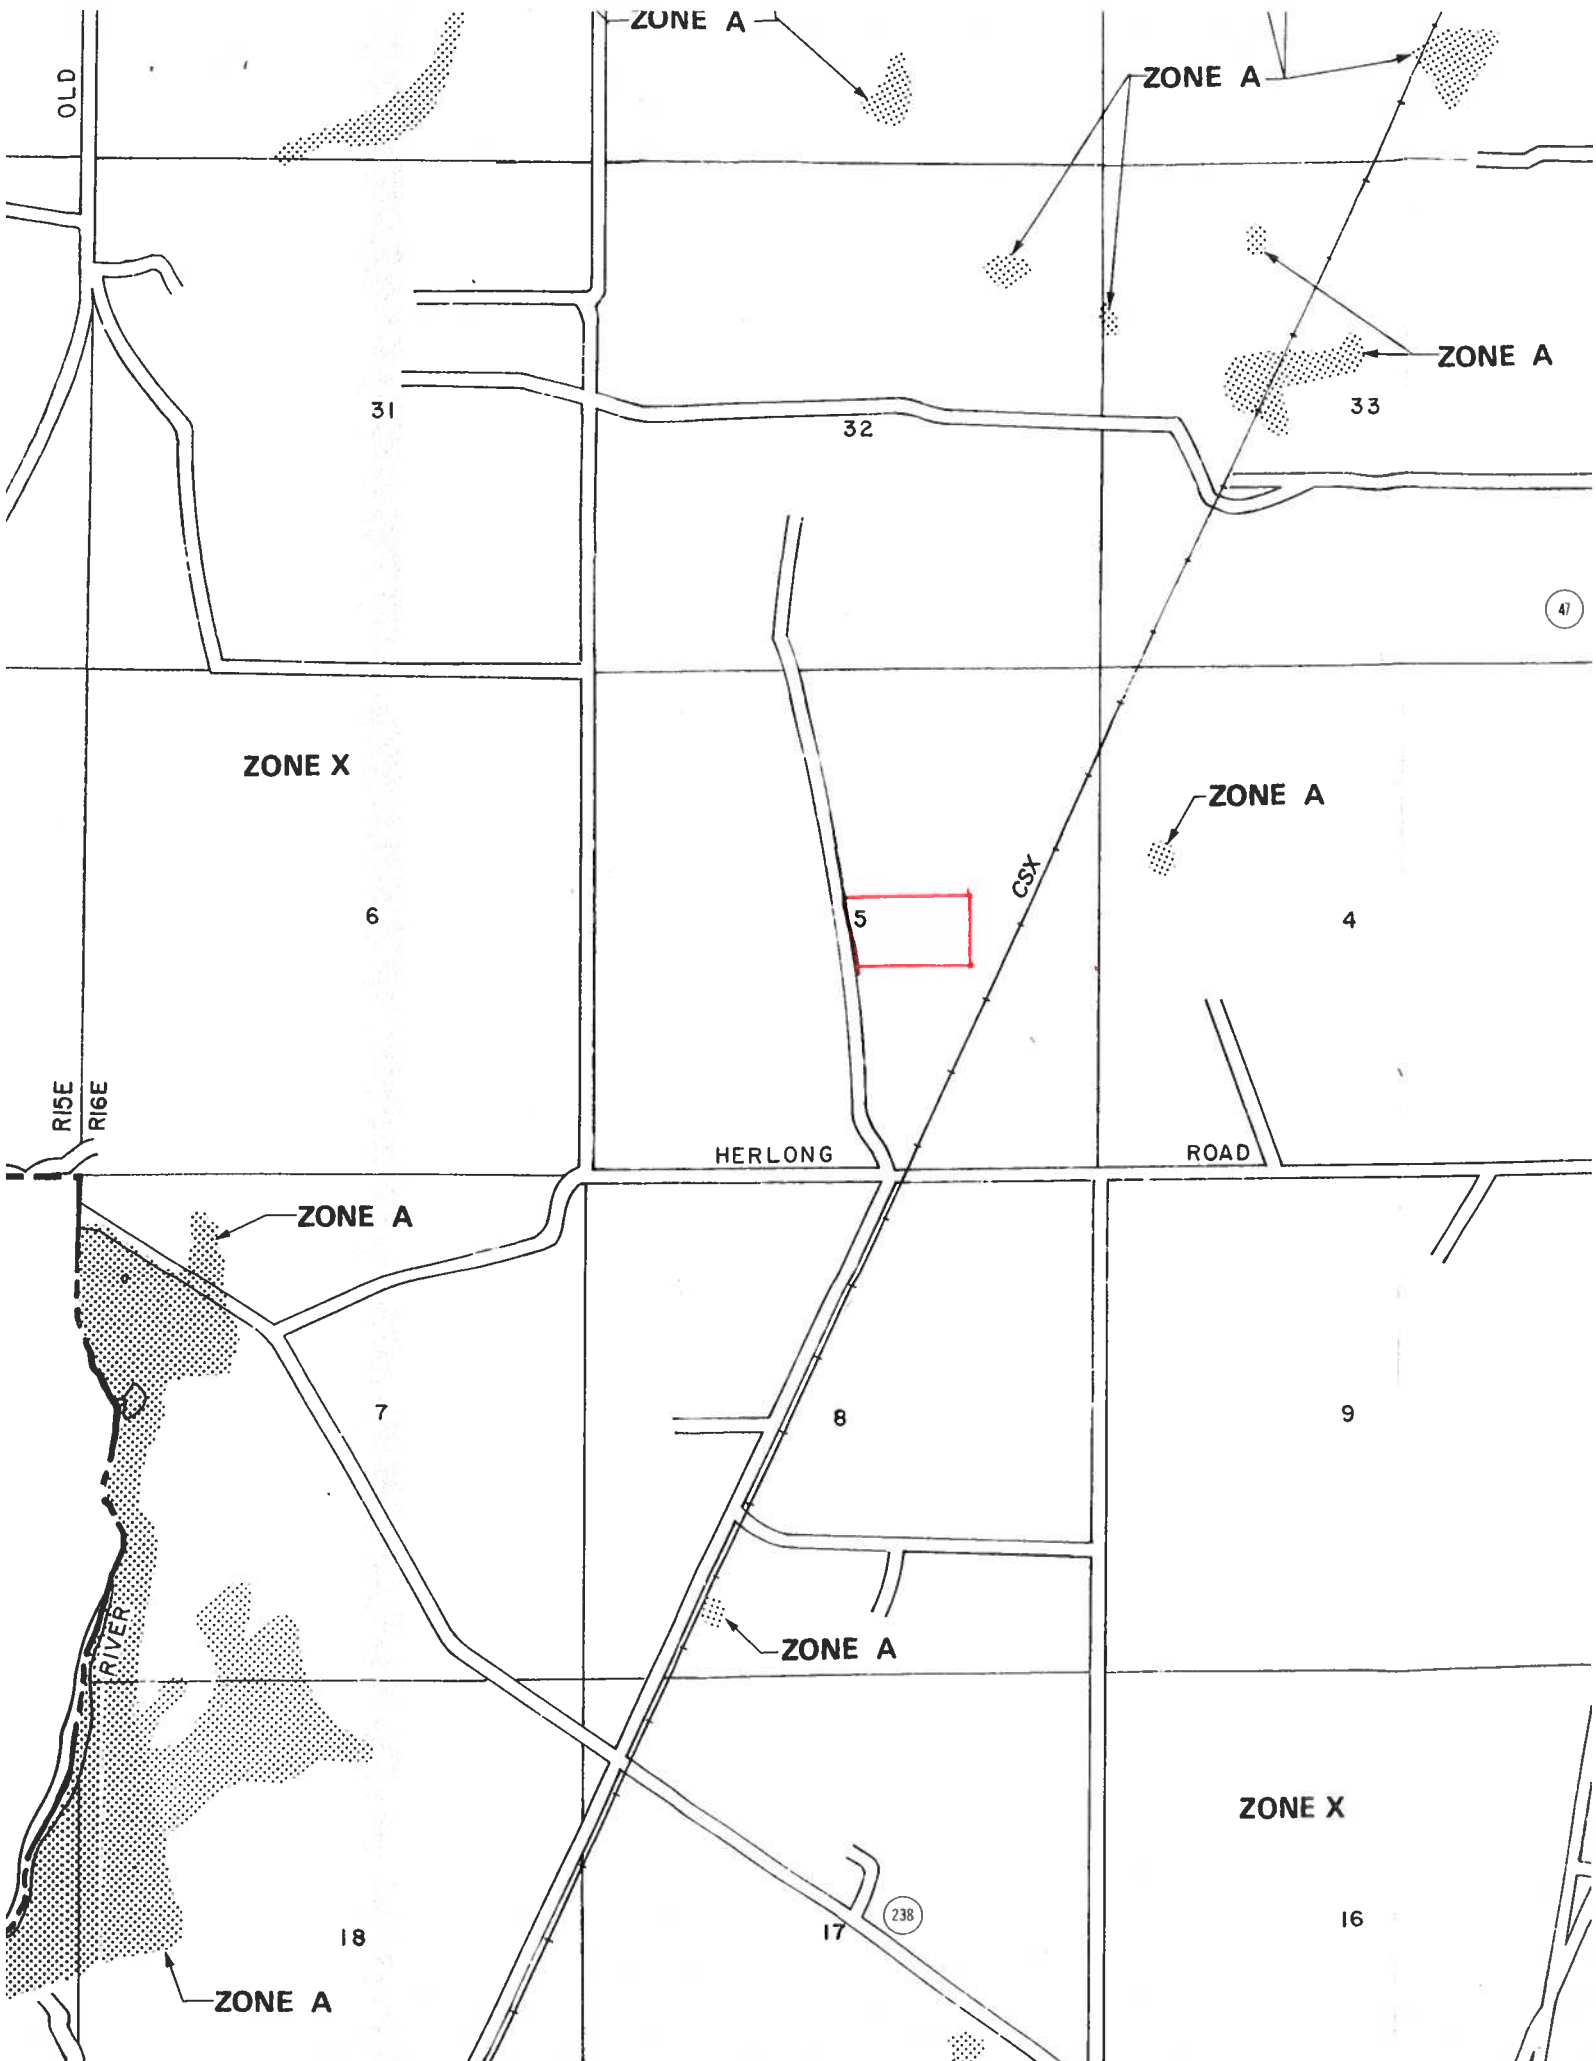 ZONE A
ZONE A
OLD
ZONE A
31
32
33
47
ZONE X
ZONE A
CSX
6
5
4
R15E
R16E
HERLONG ROAD
ZONE A
7
8
9
RIVER
ZONE A
ZONE X
238
17
16
18
ZONE A